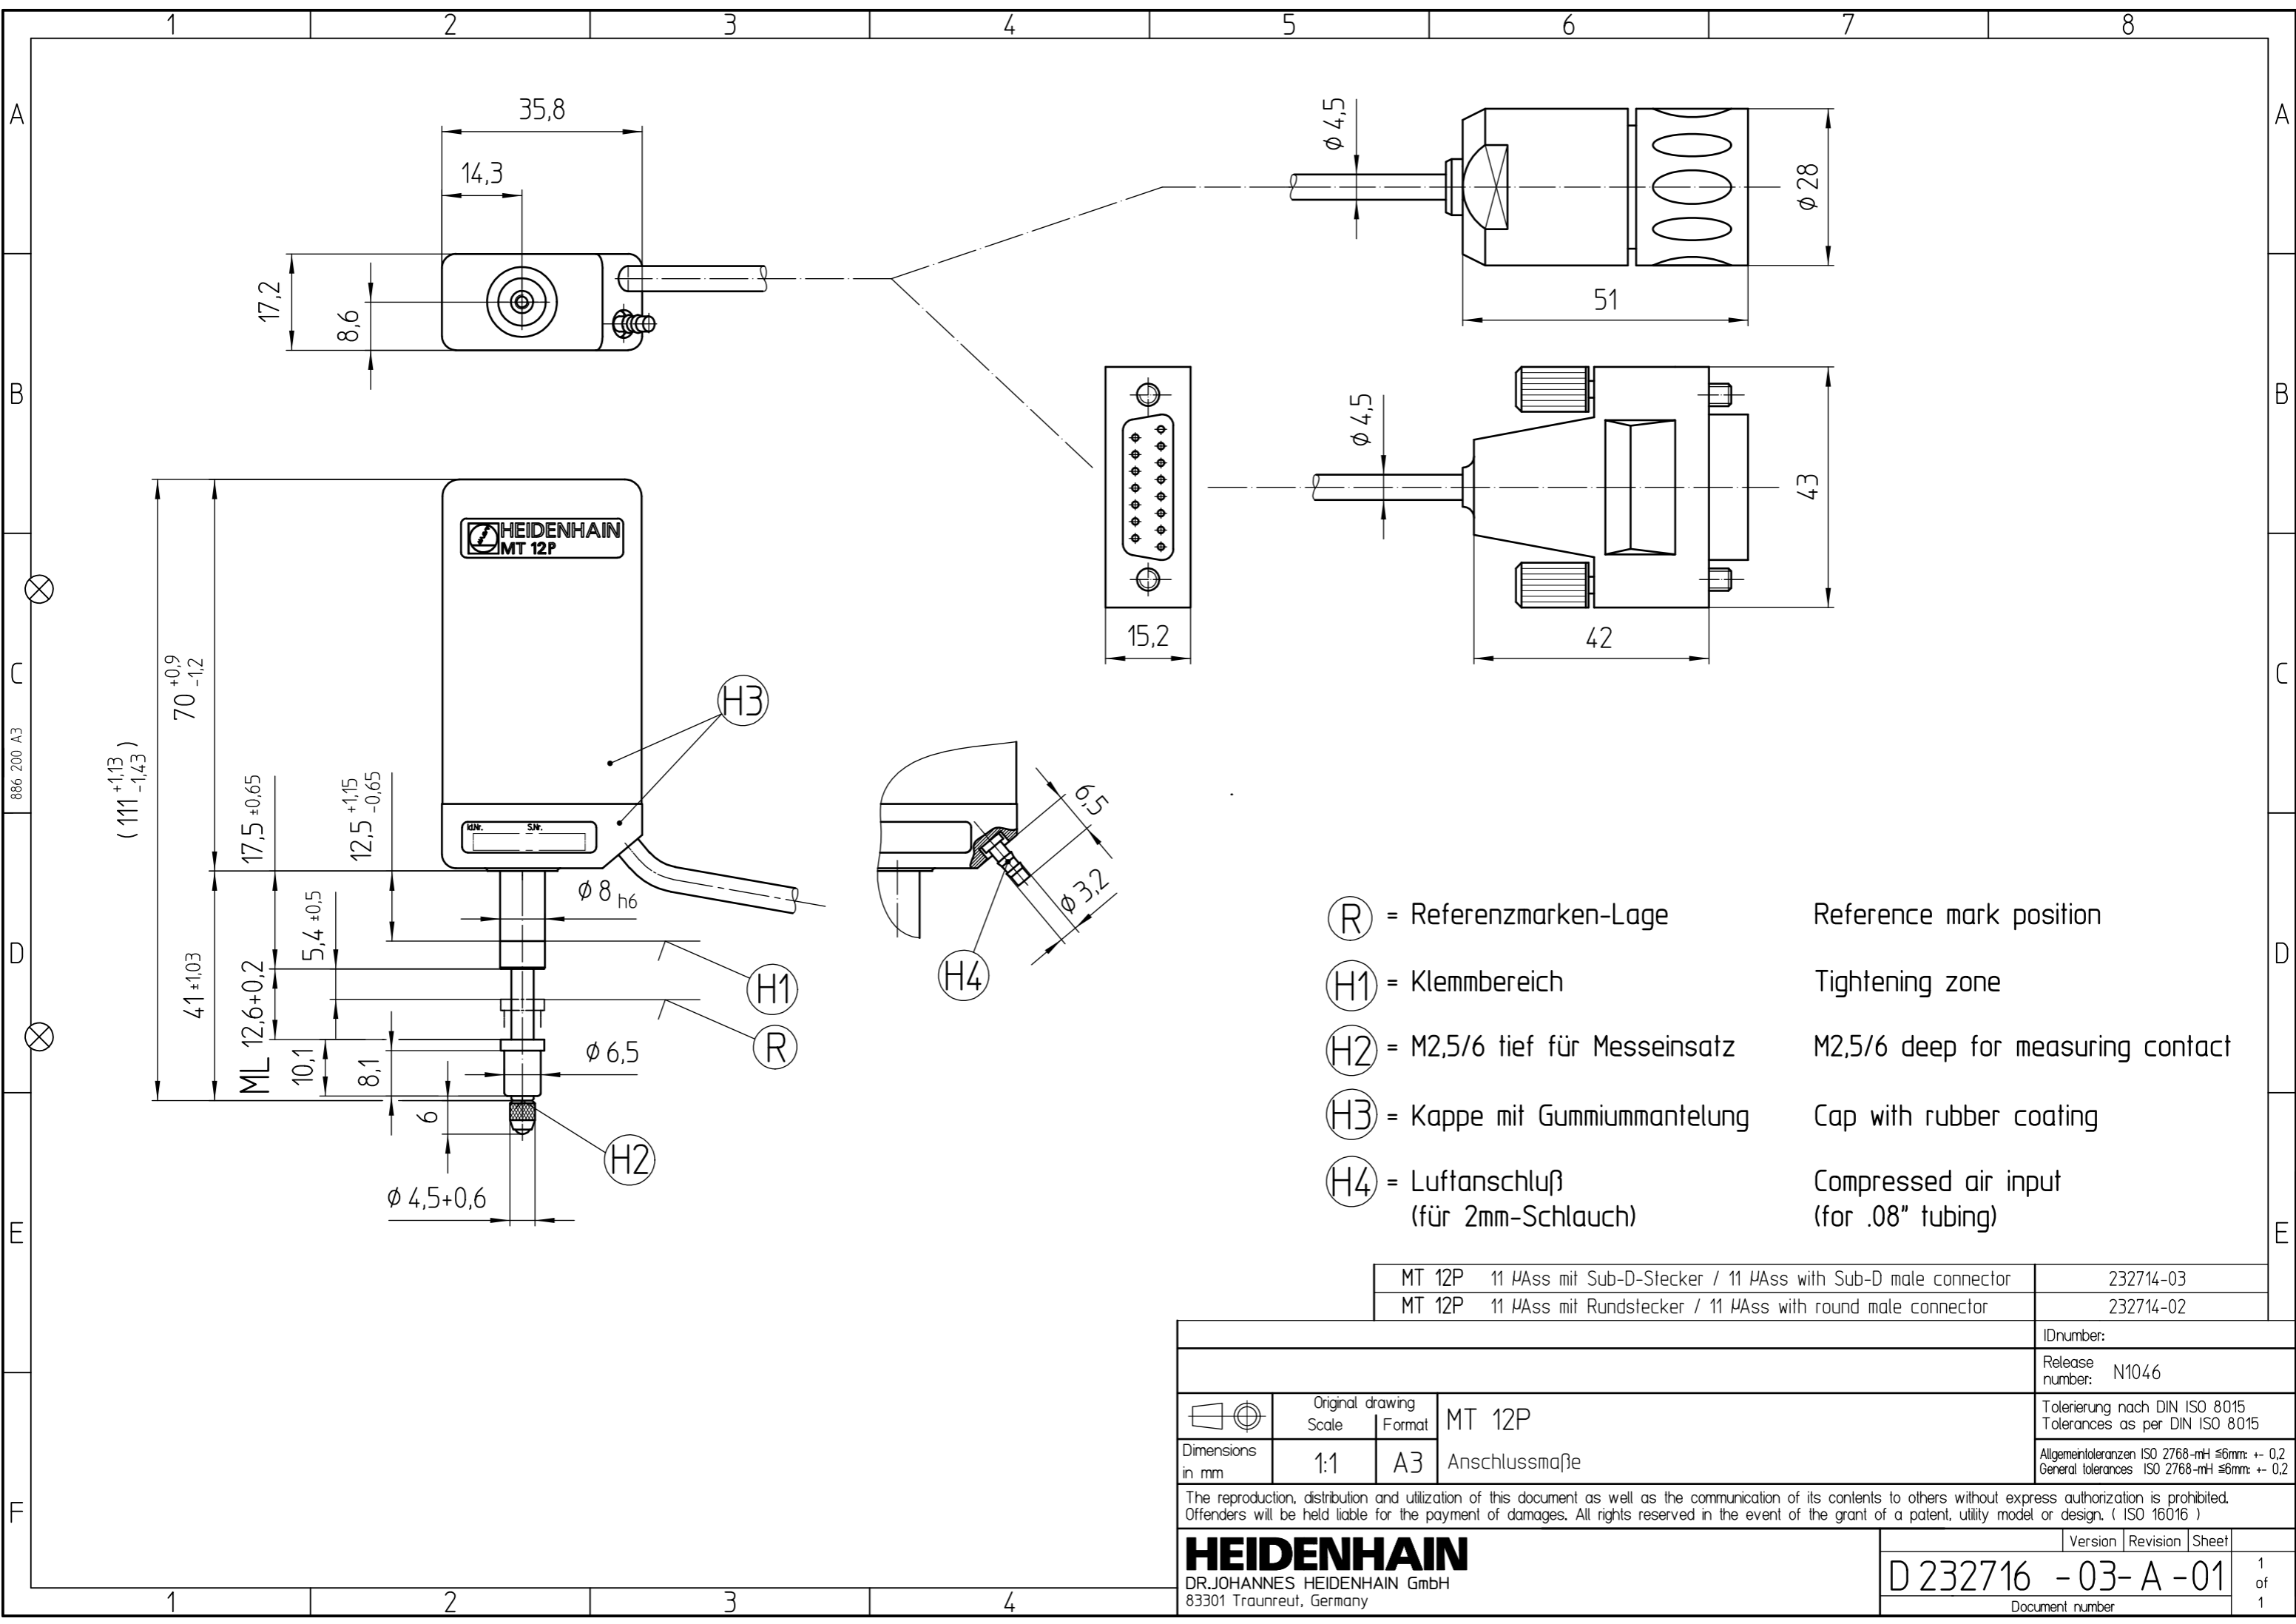 1 2 3 4 5 6 7 8
A A
35,8
14,3
17,2
8,6
ϕ 4,5
ϕ 28
51
B B
ϕ 4,5
43
15,2
42
HEIDENHAIN
MT 12P
C C
886 200 A3
(111 +1,13 -1,43)
70 +0,9 -1,2
17,5 ±0,65
12,5 +1,15 -0,65
H3
Id.Nr. S.Nr.
6,5
ϕ 3,2
H4
ϕ 8 h6
D D
41 ±1,03
5,4 ±0,5
ML 12,6+0,2
10,1
8,1
6
ϕ 6,5
H1
R
H2
ϕ 4,5+0,6
R = Referenzmarken-Lage Reference mark position
H1 = Klemmbereich Tightening zone
H2 = M2,5/6 tief für Messeinsatz M2,5/6 deep for measuring contact
H3 = Kappe mit Gummiummantelung Cap with rubber coating
H4 = Luftanschluß Compressed air input
(für 2mm-Schlauch) (for .08" tubing)
E E
MT 12P 11 µAss mit Sub-D-Stecker / 11 µAss with Sub-D male connector 232714-03
MT 12P 11 µAss mit Rundstecker / 11 µAss with round male connector 232714-02
IDnumber:
Release number: N1046
Original drawing
Scale Format
MT 12P
Tolerierung nach DIN ISO 8015
Tolerances as per DIN ISO 8015
Dimensions in mm
1:1 A3 Anschlussmaße
Allgemeintoleranzen ISO 2768-mH ≤6mm: +- 0,2
General tolerances ISO 2768-mH ≤6mm: +- 0,2
F
The reproduction, distribution and utilization of this document as well as the communication of its contents to others without express authorization is prohibited.
Offenders will be held liable for the payment of damages. All rights reserved in the event of the grant of a patent, utility model or design. ( ISO 16016 )
HEIDENHAIN
DR.JOHANNES HEIDENHAIN GmbH
83301 Traunreut, Germany
Version Revision Sheet
D 232716 - 03- A -01
1 of 1
Document number
1 2 3 4